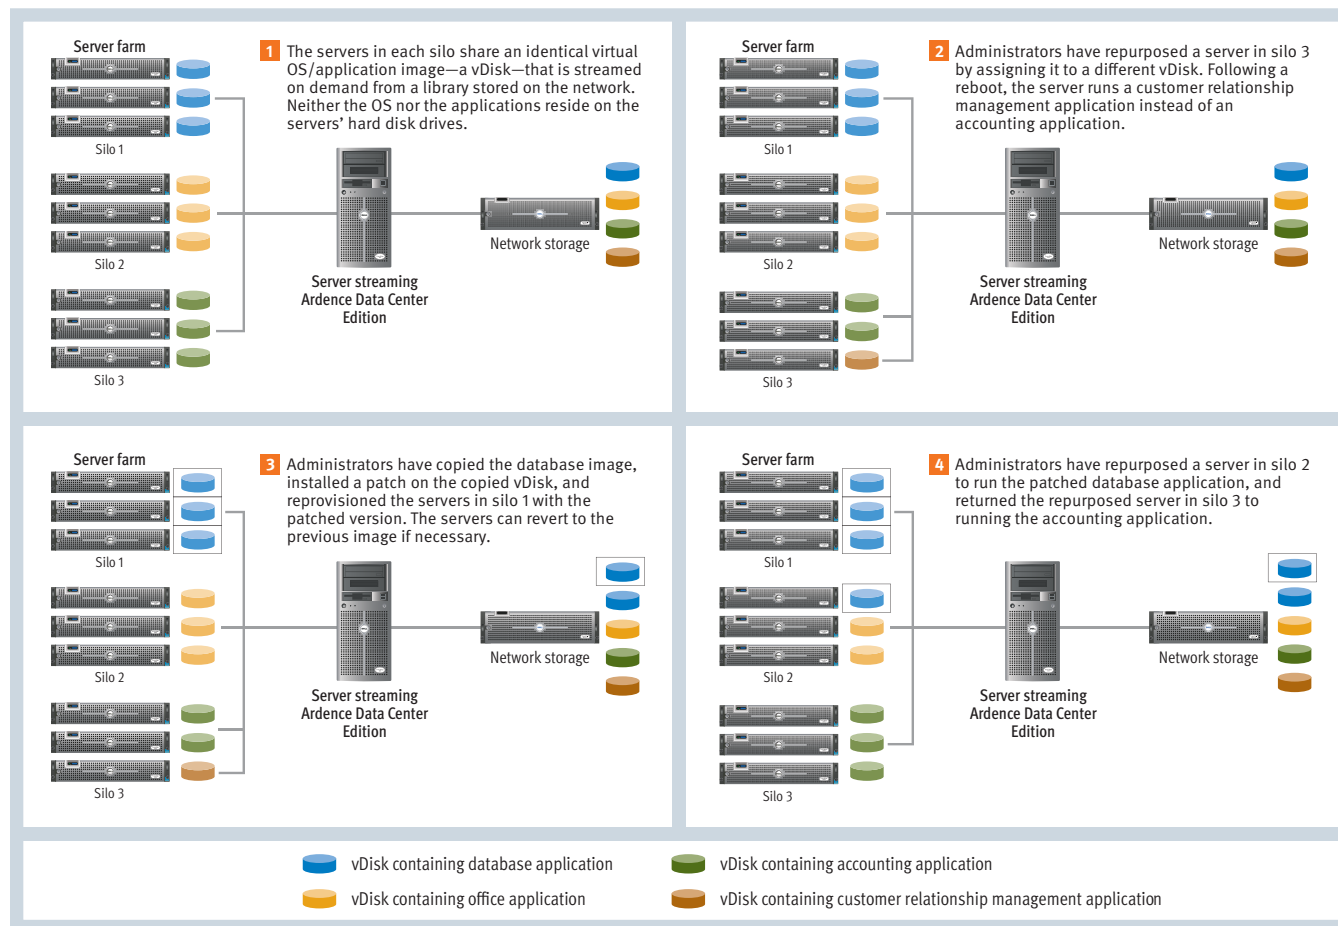 Server farm
1 The servers in each silo share an identical virtual
OS/application image—a vDisk—that is streamed
on demand from a library stored on the network.
Neither the OS nor the applications reside on the
servers’ hard disk drives.
Silo 1
Silo 2
Silo 3
Server streaming
Ardence Data Center
Edition
Network storage
Server farm
2 Administrators have repurposed a server in silo 3
by assigning it to a different vDisk. Following a
reboot, the server runs a customer relationship
management application instead of an
accounting application.
Silo 1
Silo 2
Silo 3
Server streaming
Ardence Data Center
Edition
Network storage
Server farm
3 Administrators have copied the database image,
installed a patch on the copied vDisk, and
reprovisioned the servers in silo 1 with the
patched version. The servers can revert to the
previous image if necessary.
Silo 1
Silo 2
Silo 3
Server streaming
Ardence Data Center
Edition
Network storage
Server farm
4 Administrators have repurposed a server in silo 2
to run the patched database application, and
returned the repurposed server in silo 3 to
running the accounting application.
Silo 1
Silo 2
Silo 3
Server streaming
Ardence Data Center
Edition
Network storage
vDisk containing database application
vDisk containing accounting application
vDisk containing office application
vDisk containing customer relationship management application